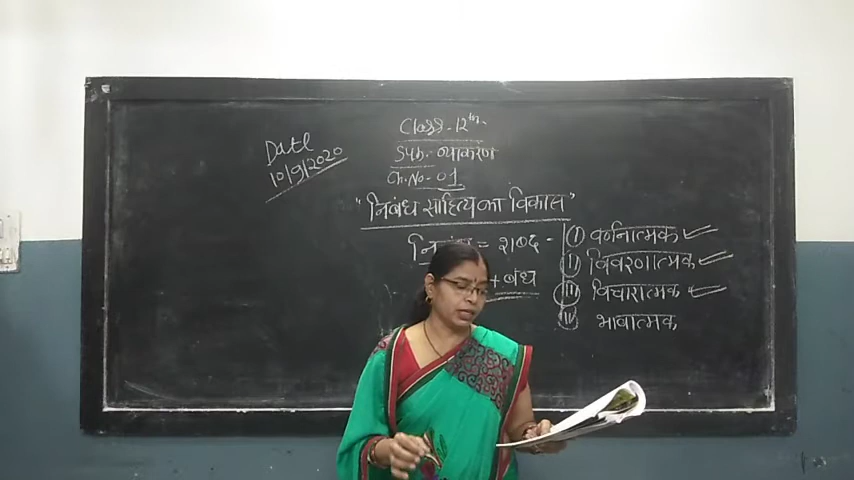 Date
10/9/2020
Class-12th-
Sub.- व्याकरण
Ch.No- 01
"निबंध साहित्य का विकास"
= शब्द -
+ बंध
(I) वर्णनात्मक
(II) विवरणात्मक
(III) विचारात्मक
भावात्मक